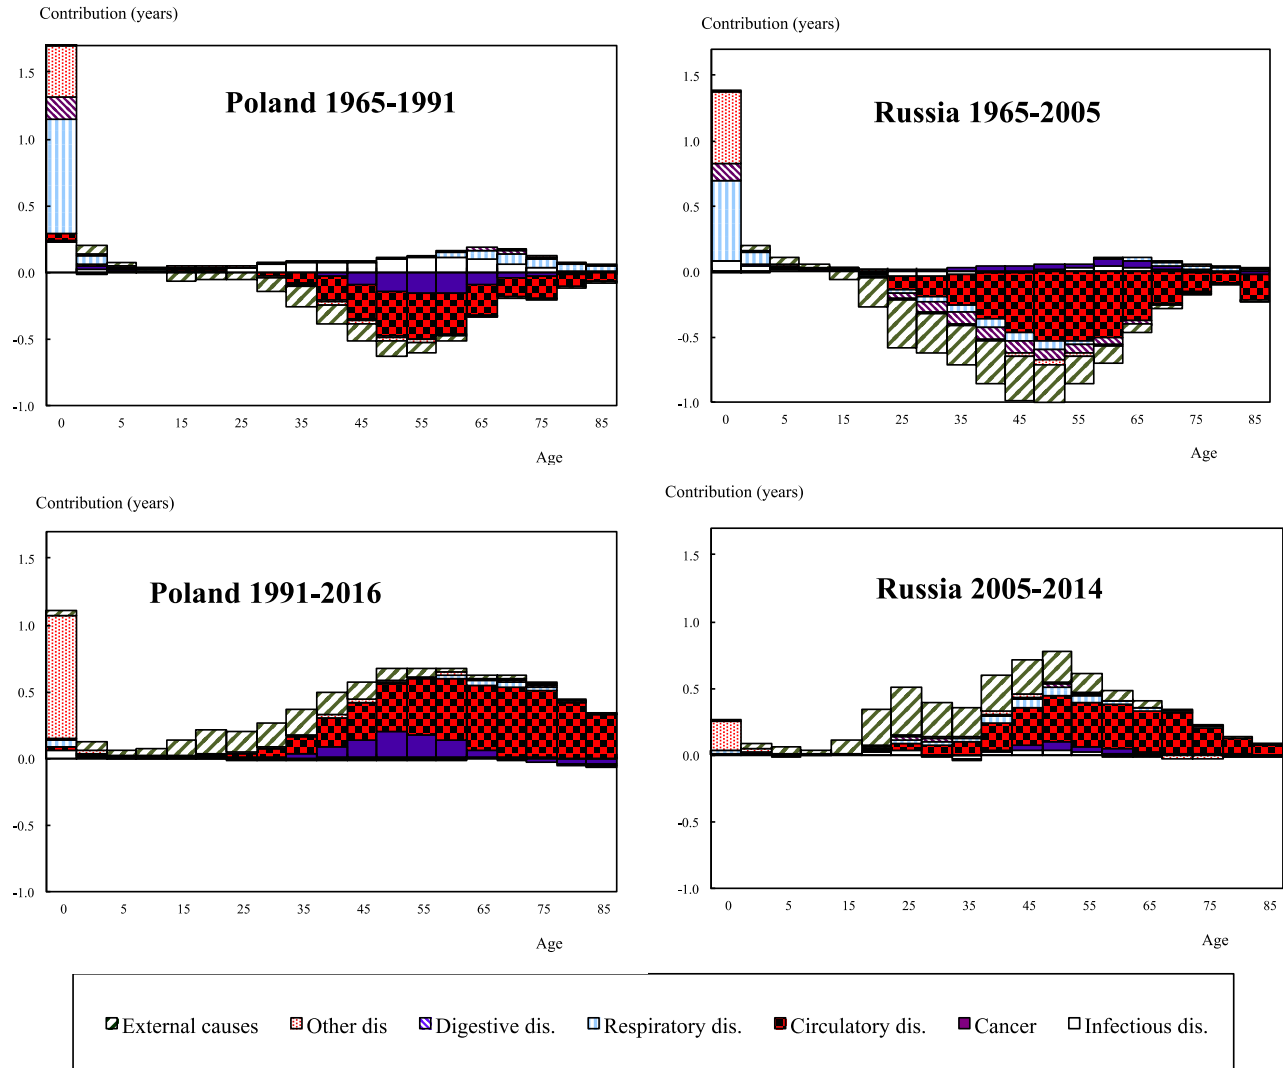 Contribution (years)
Poland 1965-1991
1.5
1.0
0.5
0.0
-0.5
-1.0
0 5 15 25 35 45 55 65 75 85
Age
Contribution (years)
Russia 1965-2005
1.5
1.0
0.5
0.0
-0.5
-1.0
0 5 15 25 35 45 55 65 75 85
Age
Contribution (years)
Poland 1991-2016
1.5
1.0
0.5
0.0
-0.5
-1.0
0 5 15 25 35 45 55 65 75 85
Age
Contribution (years)
Russia 2005-2014
1.5
1.0
0.5
0.0
-0.5
-1.0
0 5 15 25 35 45 55 65 75 85
Age
External causes Other dis Digestive dis. Respiratory dis. Circulatory dis. Cancer Infectious dis.